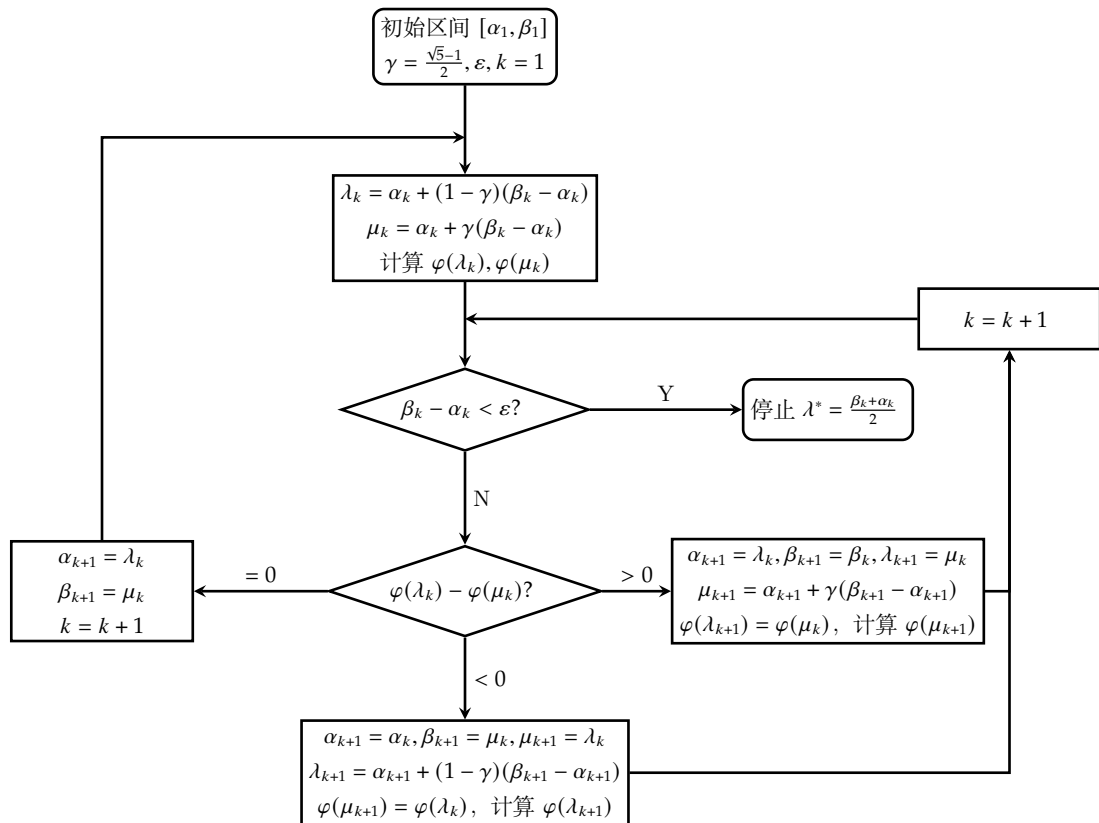 初始区间 [α₁, β₁]
γ = (√5−1)/2, ε, k = 1
λₖ = αₖ + (1 − γ)(βₖ − αₖ)
μₖ = αₖ + γ(βₖ − αₖ)
计算 φ(λₖ), φ(μₖ)
k = k + 1
βₖ − αₖ < ε?
Y
停止 λ* = (βₖ+αₖ)/2
N
αₖ₊₁ = λₖ
βₖ₊₁ = μₖ
k = k + 1
= 0
φ(λₖ) − φ(μₖ)?
> 0
αₖ₊₁ = λₖ, βₖ₊₁ = βₖ, λₖ₊₁ = μₖ
μₖ₊₁ = αₖ₊₁ + γ(βₖ₊₁ − αₖ₊₁)
φ(λₖ₊₁) = φ(μₖ)，计算 φ(μₖ₊₁)
< 0
αₖ₊₁ = αₖ, βₖ₊₁ = μₖ, μₖ₊₁ = λₖ
λₖ₊₁ = αₖ₊₁ + (1 − γ)(βₖ₊₁ − αₖ₊₁)
φ(μₖ₊₁) = φ(λₖ)，计算 φ(λₖ₊₁)